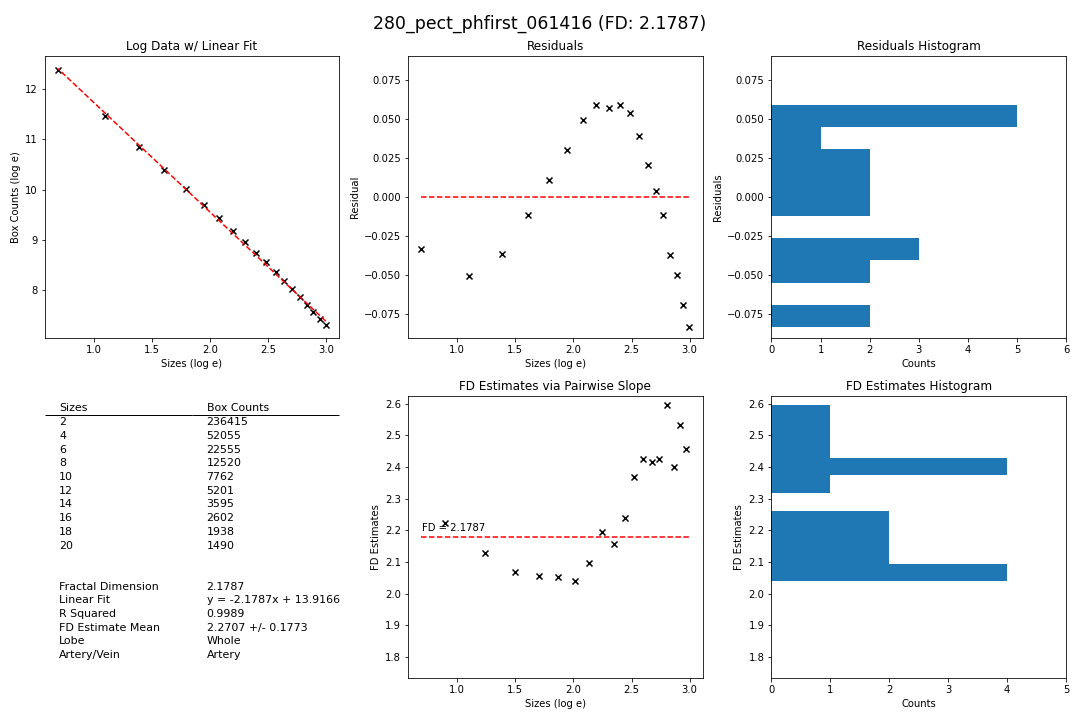 280_pect_phfirst_061416 (FD: 2.1787)
Log Data w/ Linear Fit
12
11
10
9
8
Box Counts (log e)
1.0 1.5 2.0 2.5 3.0
Sizes (log e)
Residuals
0.075
0.050
0.025
0.000
−0.025
−0.050
−0.075
Residual
1.0 1.5 2.0 2.5 3.0
Sizes (log e)
Residuals Histogram
0.075
0.050
0.025
0.000
−0.025
−0.050
−0.075
Residuals
0 1 2 3 4 5 6
Counts
Sizes Box Counts
2 236415
4 52055
6 22555
8 12520
10 7762
12 5201
14 3595
16 2602
18 1938
20 1490
Fractal Dimension 2.1787
Linear Fit y = -2.1787x + 13.9166
R Squared 0.9989
FD Estimate Mean 2.2707 +/- 0.1773
Lobe Whole
Artery/Vein Artery
FD Estimates via Pairwise Slope
2.6
2.5
2.4
2.3
2.2
2.1
2.0
1.9
1.8
FD Estimates
FD = 2.1787
1.0 1.5 2.0 2.5 3.0
Sizes (log e)
FD Estimates Histogram
2.6
2.5
2.4
2.3
2.2
2.1
2.0
1.9
1.8
FD Estimates
0 1 2 3 4 5
Counts